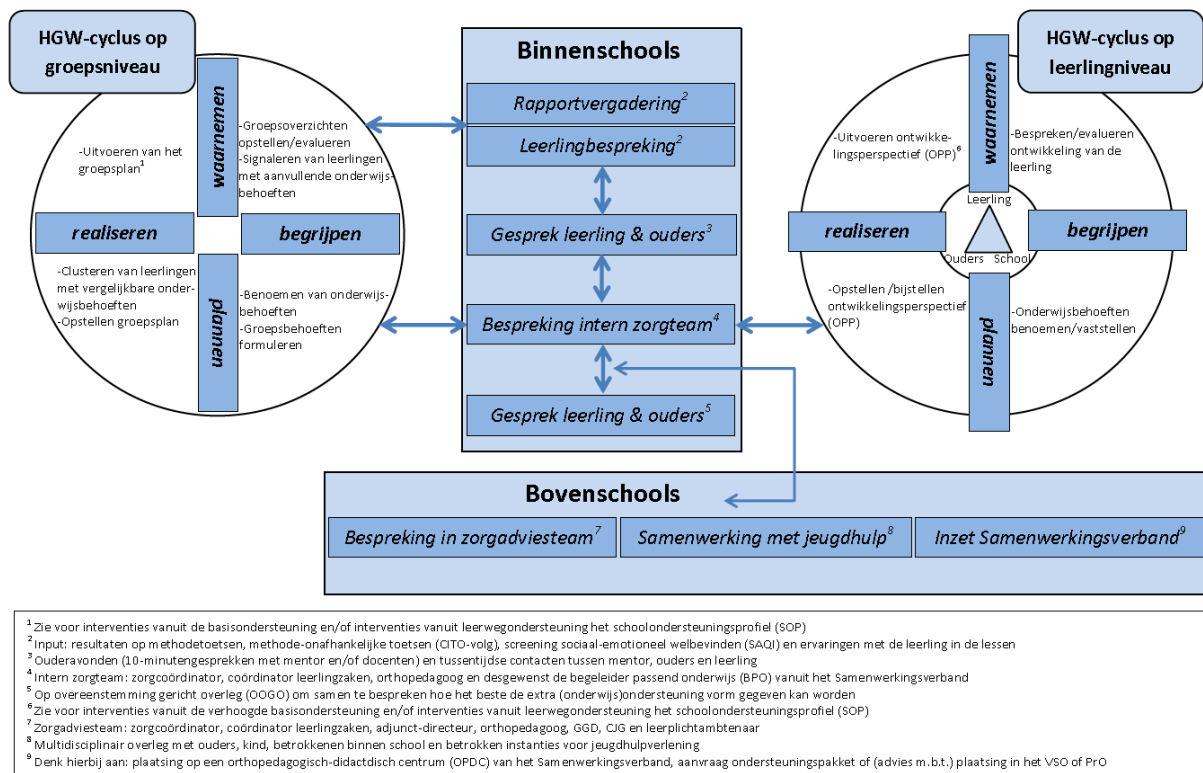 HGW-cyclus op
groepsniveau
waarnemen
-Uitvoeren van het
groepsplan¹
-Groepsoverzichten
opstellen/evalueren
-Signaleren van leerlingen
met aanvullende onderwijs-
behoeften
realiseren
begrijpen
-Clusteren van leerlingen
met vergelijkbare onder-
wijsbehoeften
-Opstellen groepsplan
plannen
-Benoemen van onderwijs-
behoeften
-Groepsbehoeften
formuleren
Binnenschools
Rapportvergadering²
Leerlingbespreking²
Gesprek leerling & ouders³
Bespreking intern zorgteam⁴
Gesprek leerling & ouders⁵
HGW-cyclus op
leerlingniveau
waarnemen
-Uitvoeren ontwikke-
lingsperspectief (OPP)⁶
-Bespreken/evalueren
ontwikkeling van de
leerling
Leerling
realiseren
begrijpen
Ouders School
-Opstellen /bijstellen
ontwikkelingsperspectief
(OPP)
plannen
-Onderwijsbehoeften
benoemen/vaststellen
Bovenschools
Bespreking in zorgadviesteam⁷
Samenwerking met jeugdhulp⁸
Inzet Samenwerkingsverband⁹
¹ Zie voor interventies vanuit de basisondersteuning en/of interventies vanuit leerwegondersteuning het schoolondersteuningsprofiel (SOP)
² Input: resultaten op methodetoetsen, methode-onafhankelijke toetsen (CITO-volg), screening sociaal-emotioneel welbevinden (SAQI) en ervaringen met de leerling in de lessen
³ Ouderavonden (10-minutengesprekken met mentor en/of docenten) en tussentijdse contacten tussen mentor, ouders en leerling
⁴ Intern zorgteam: zorgcoördinator, coördinator leerlingzaken, orthopedagoog en desgewenst de begeleider passend onderwijs (BPO) vanuit het Samenwerkingsverband
⁵ Op overeenstemming gericht overleg (OOGO) om samen te bespreken hoe het beste de extra (onderwijs)ondersteuning vorm gegeven kan worden
⁶ Zie voor interventies vanuit de verhoogde basisondersteuning en/of interventies vanuit leerwegondersteuning het schoolondersteuningsprofiel (SOP)
⁷ Zorgadviesteam: zorgcoördinator, coördinator leerlingzaken, adjunct-directeur, orthopedagoog, GGD, CJG en leerplichtambtenaar
⁸ Multidisciplinair overleg met ouders, kind, betrokkenen binnen school en betrokken instanties voor jeugdhulpverlening
⁹ Denk hierbij aan: plaatsing op een orthopedagogisch-didactdisch centrum (OPDC) van het Samenwerkingsverband, aanvraag ondersteuningspakket of (advies m.b.t.) plaatsing in het VSO of PrO